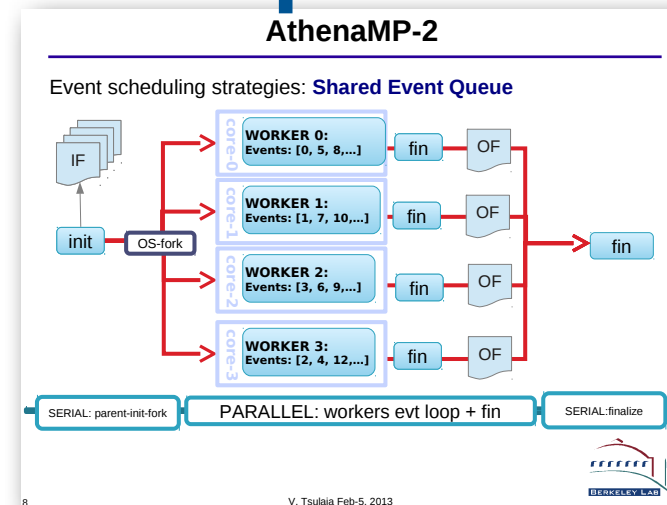 AthenaMP-2
Event scheduling strategies: Shared Event Queue
IF
init
OS-fork
core-0
WORKER 0:
Events: [0, 5, 8,...]
fin
OF
core-1
WORKER 1:
Events: [1, 7, 10,...]
fin
OF
core-2
WORKER 2:
Events: [3, 6, 9,...]
fin
OF
core-3
WORKER 3:
Events: [2, 4, 12,...]
fin
OF
fin
SERIAL: parent-init-fork
PARALLEL: workers evt loop + fin
SERIAL:finalize
BERKELEY LAB
8
V. Tsulaia Feb-5, 2013